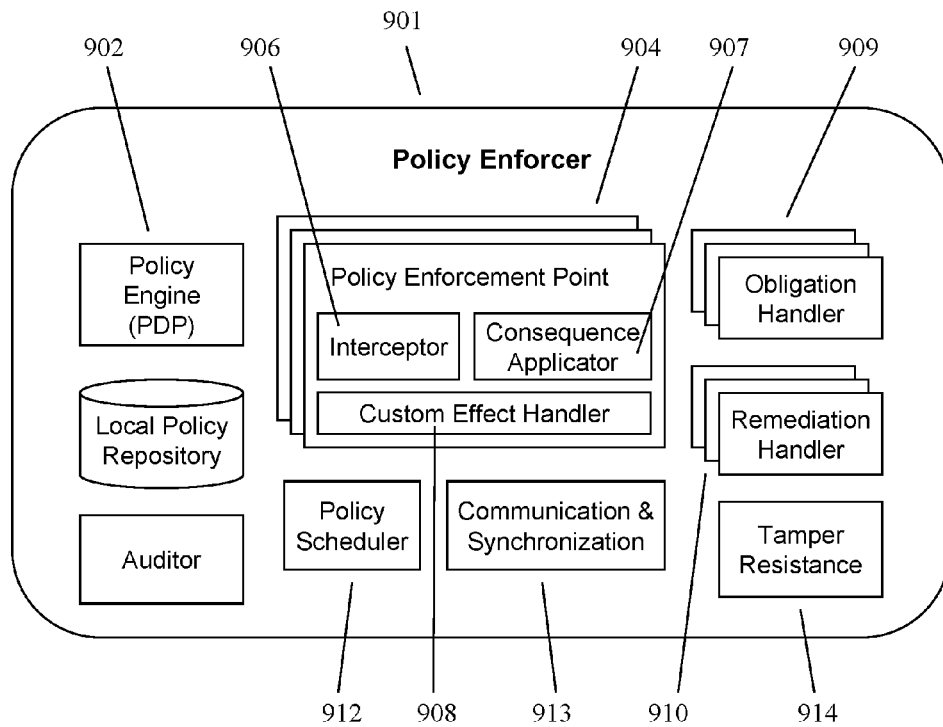 901
902
906
904
907
909
Policy Enforcer
Policy
Engine
(PDP)
Policy Enforcement Point
Interceptor
Consequence
Applicator
Custom Effect Handler
Obligation
Handler
Local Policy
Repository
Remediation
Handler
Auditor
Policy
Scheduler
Communication &
Synchronization
Tamper
Resistance
912
908
913
910
914